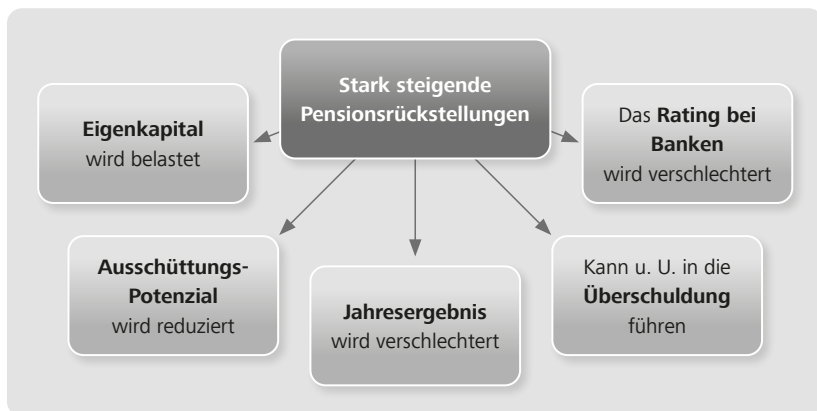 Stark steigende
Pensionsrückstellungen
Eigenkapital
wird belastet
Das Rating bei
Banken
wird verschlechtert
Ausschüttungs-
Potenzial
wird reduziert
Jahresergebnis
wird verschlechtert
Kann u. U. in die
Überschuldung
führen